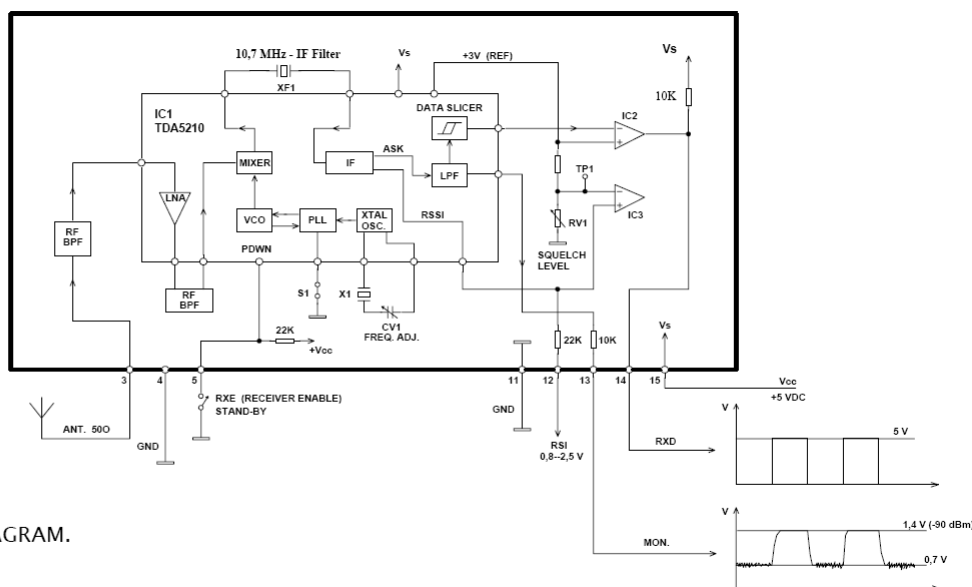 10,7 MHz - IF Filter
XF1
Vs
+3V (REF)
Vs
10K
IC1
TDA5210
DATA SLICER
IC2
MIXER
IF
ASK
LPF
TP1
LNA
IC3
RV1
SQUELCH
LEVEL
RF
BPF
VCO
PLL
XTAL
OSC.
RSSI
PDWN
RF
BPF
S1
X1
CV1
FREQ. ADJ.
22K
+Vcc
22K
10K
Vs
3
4
5
11
12
13
14
15
RXE (RECEIVER ENABLE)
STAND-BY
ANT. 50O
GND
GND
RSI
0,8--2,5 V
RXD
MON.
Vcc
+5 VDC
V
5 V
V
1,4 V (-90 dBm)
0,7 V
AGRAM.